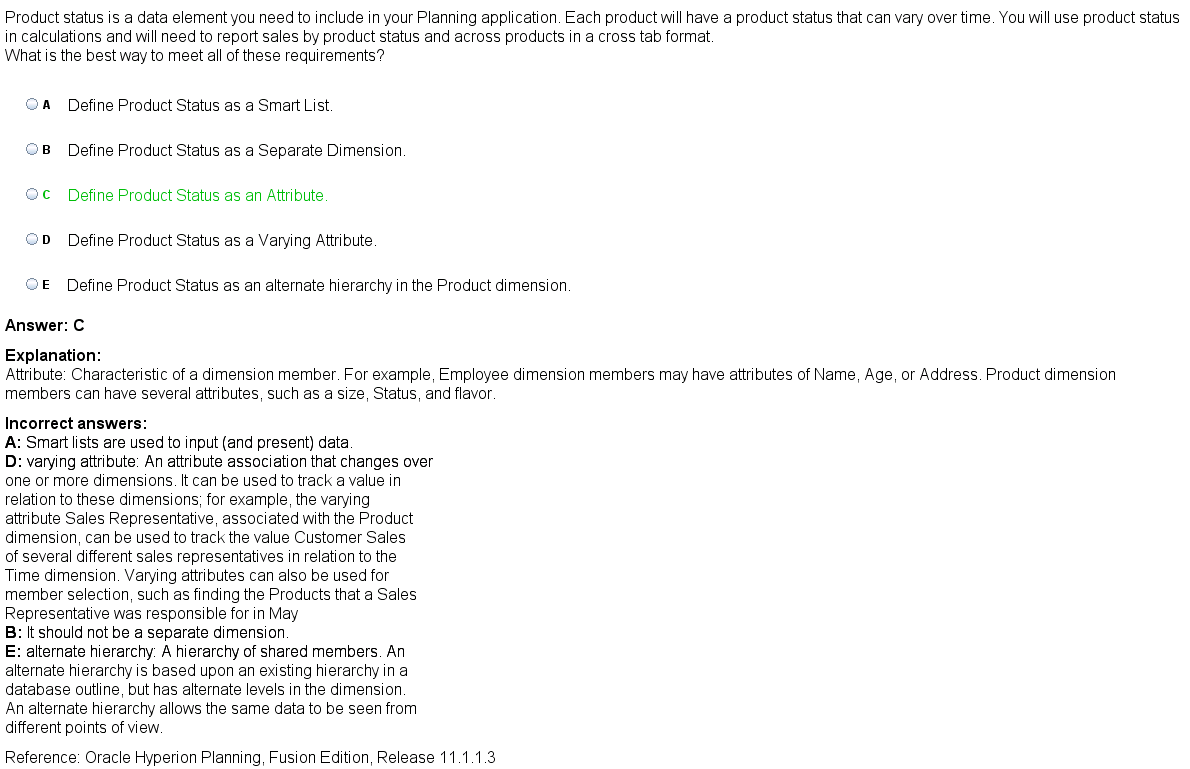 Product status is a data element you need to include in your Planning application. Each product will have a product status that can vary over time. You will use product status
in calculations and will need to report sales by product status and across products in a cross tab format.
What is the best way to meet all of these requirements?
A Define Product Status as a Smart List.
B Define Product Status as a Separate Dimension.
C Define Product Status as an Attribute.
D Define Product Status as a Varying Attribute.
E Define Product Status as an alternate hierarchy in the Product dimension.
Answer: C
Explanation:
Attribute: Characteristic of a dimension member. For example, Employee dimension members may have attributes of Name, Age, or Address. Product dimension
members can have several attributes, such as a size, Status, and flavor.
Incorrect answers:
A: Smart lists are used to input (and present) data.
D: varying attribute: An attribute association that changes over
one or more dimensions. It can be used to track a value in
relation to these dimensions; for example, the varying
attribute Sales Representative, associated with the Product
dimension, can be used to track the value Customer Sales
of several different sales representatives in relation to the
Time dimension. Varying attributes can also be used for
member selection, such as finding the Products that a Sales
Representative was responsible for in May
B: It should not be a separate dimension.
E: alternate hierarchy: A hierarchy of shared members. An
alternate hierarchy is based upon an existing hierarchy in a
database outline, but has alternate levels in the dimension.
An alternate hierarchy allows the same data to be seen from
different points of view.
Reference: Oracle Hyperion Planning, Fusion Edition, Release 11.1.1.3